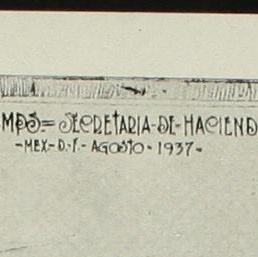 MPS= SECRETARIA-DE-HACIEND
-MEX-D.F.-AGOSTO-1937-